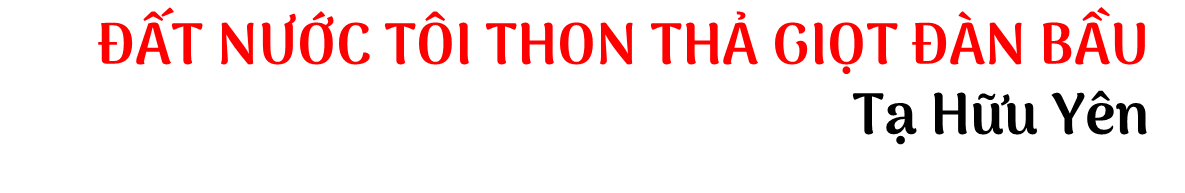 ĐẤT NƯỚC TÔI THON THẢ GIỌT ĐÀN BẦU
Tạ Hữu Yên